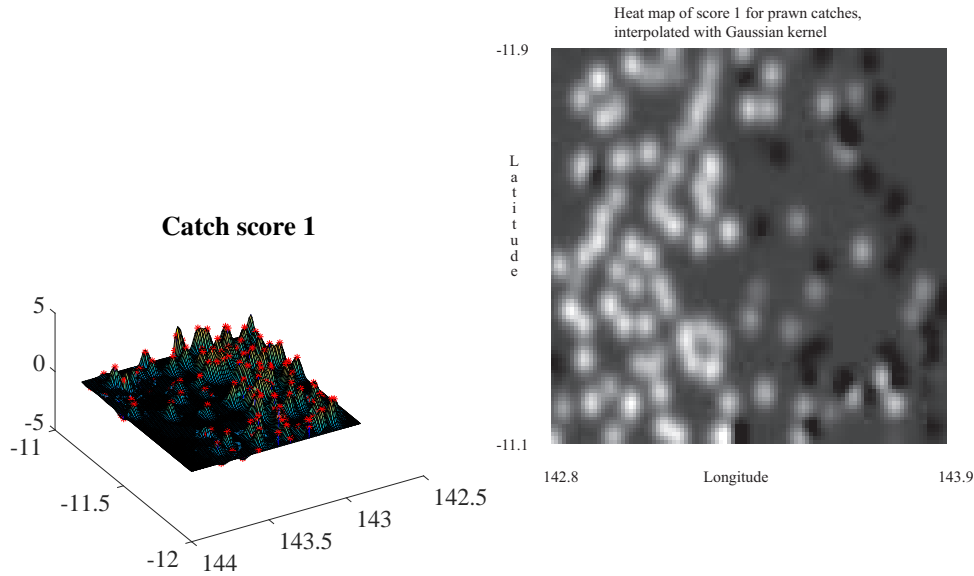 Catch score 1
5
0
-5
-11
-11.5
-12
144
143.5
143
142.5
Heat map of score 1 for prawn catches,
interpolated with Gaussian kernel
-11.9
Latitude
-11.1
142.8
Longitude
143.9